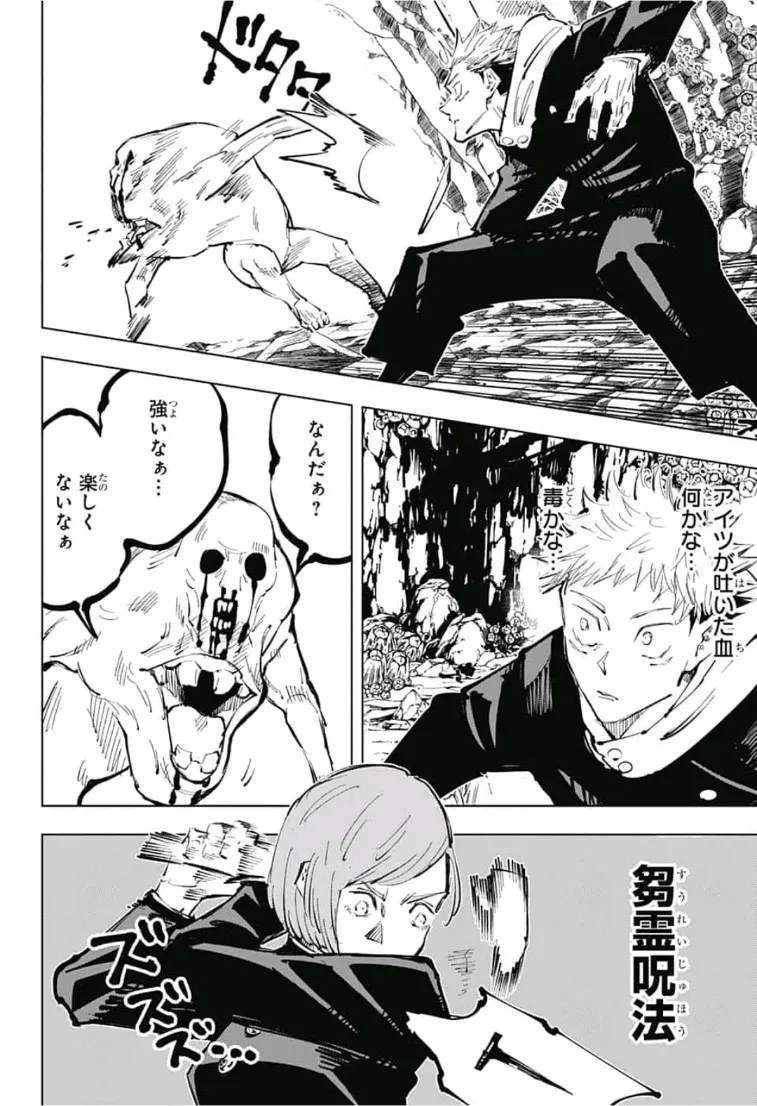 ダタタ
アイツが吐いた血
何かな…
毒かな…
なんだぁ？
強いなぁ…
楽しく
ないなぁ
芻霊呪法
ズズズズ…